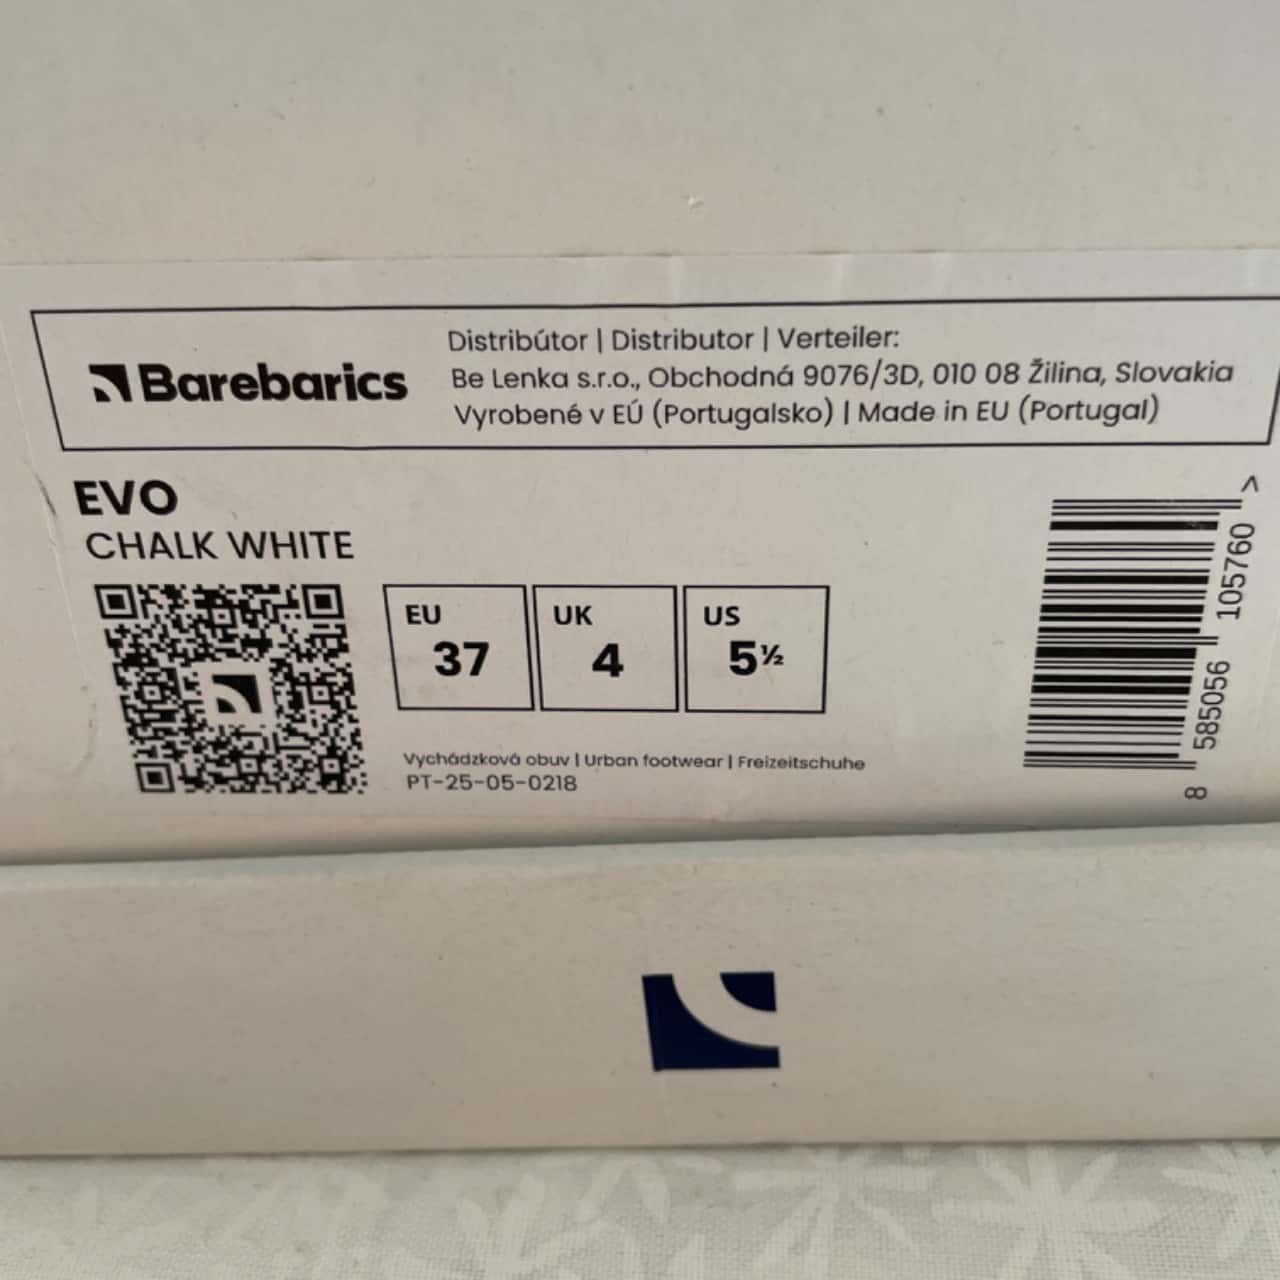 Barebarics
Distribútor | Distributor | Verteiler:
Be Lenka s.r.o., Obchodná 9076/3D, 010 08 Žilina, Slovakia
Vyrobené v EÚ (Portugalsko) | Made in EU (Portugal)
EVO
CHALK WHITE
EU
37
UK
4
US
5½
Vychádzková obuv | Urban footwear | Freizeitschuhe
PT-25-05-0218
8 585056 105760 >